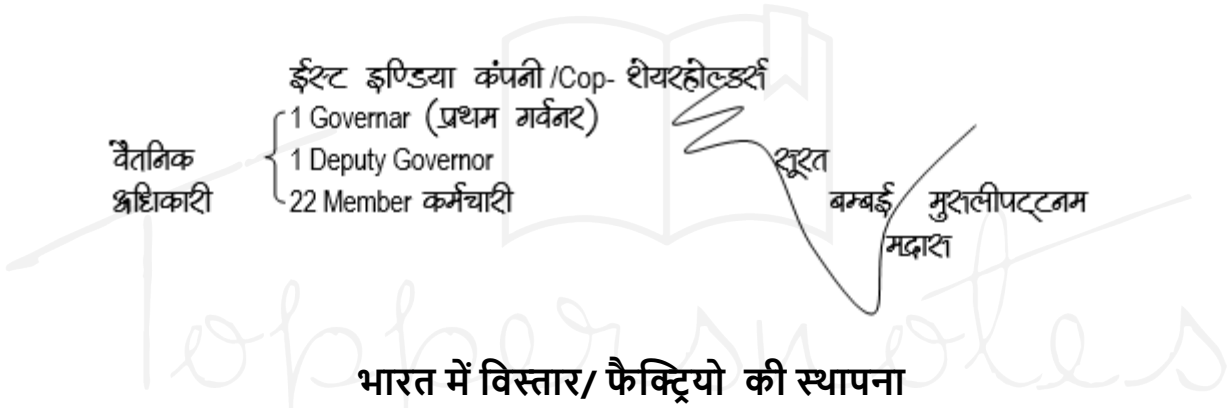 ईस्ट इण्डिया कंपनी /Cop- शेयरहोल्डर्स
1 Governar (प्रथम गर्वनर)
वैतनिक
अधिकारी
1 Deputy Governor
22 Member कर्मचारी
सूरत
बम्बई
मुसलीपट्टनम
मद्रास
Toppersnotes
भारत में विस्तार/ फैक्ट्रियो की स्थापना